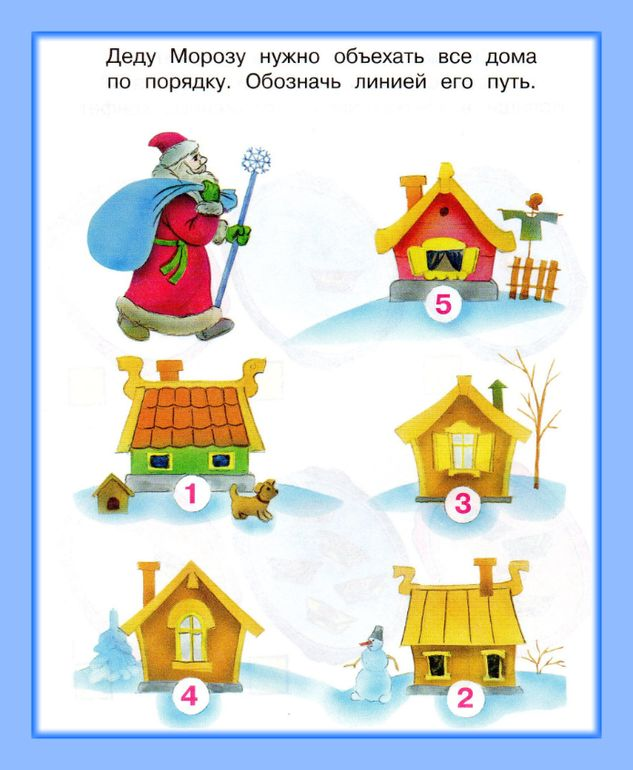 Деду Морозу нужно объехать все дома
по порядку. Обозначь линией его путь.
5
1
3
4
2